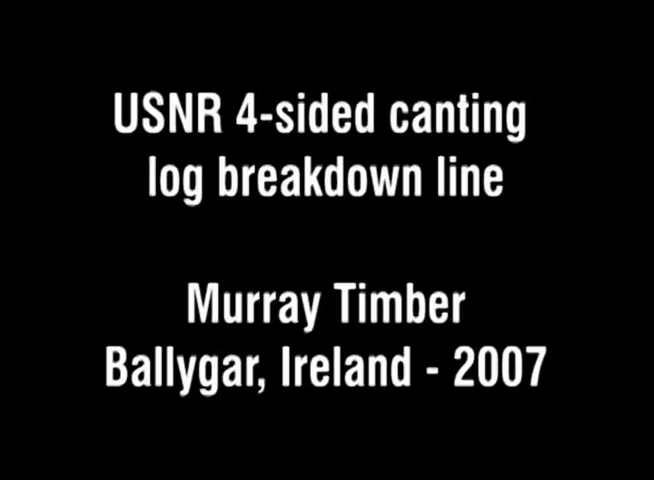 USNR 4-sided canting
log breakdown line
Murray Timber
Ballygar, Ireland - 2007